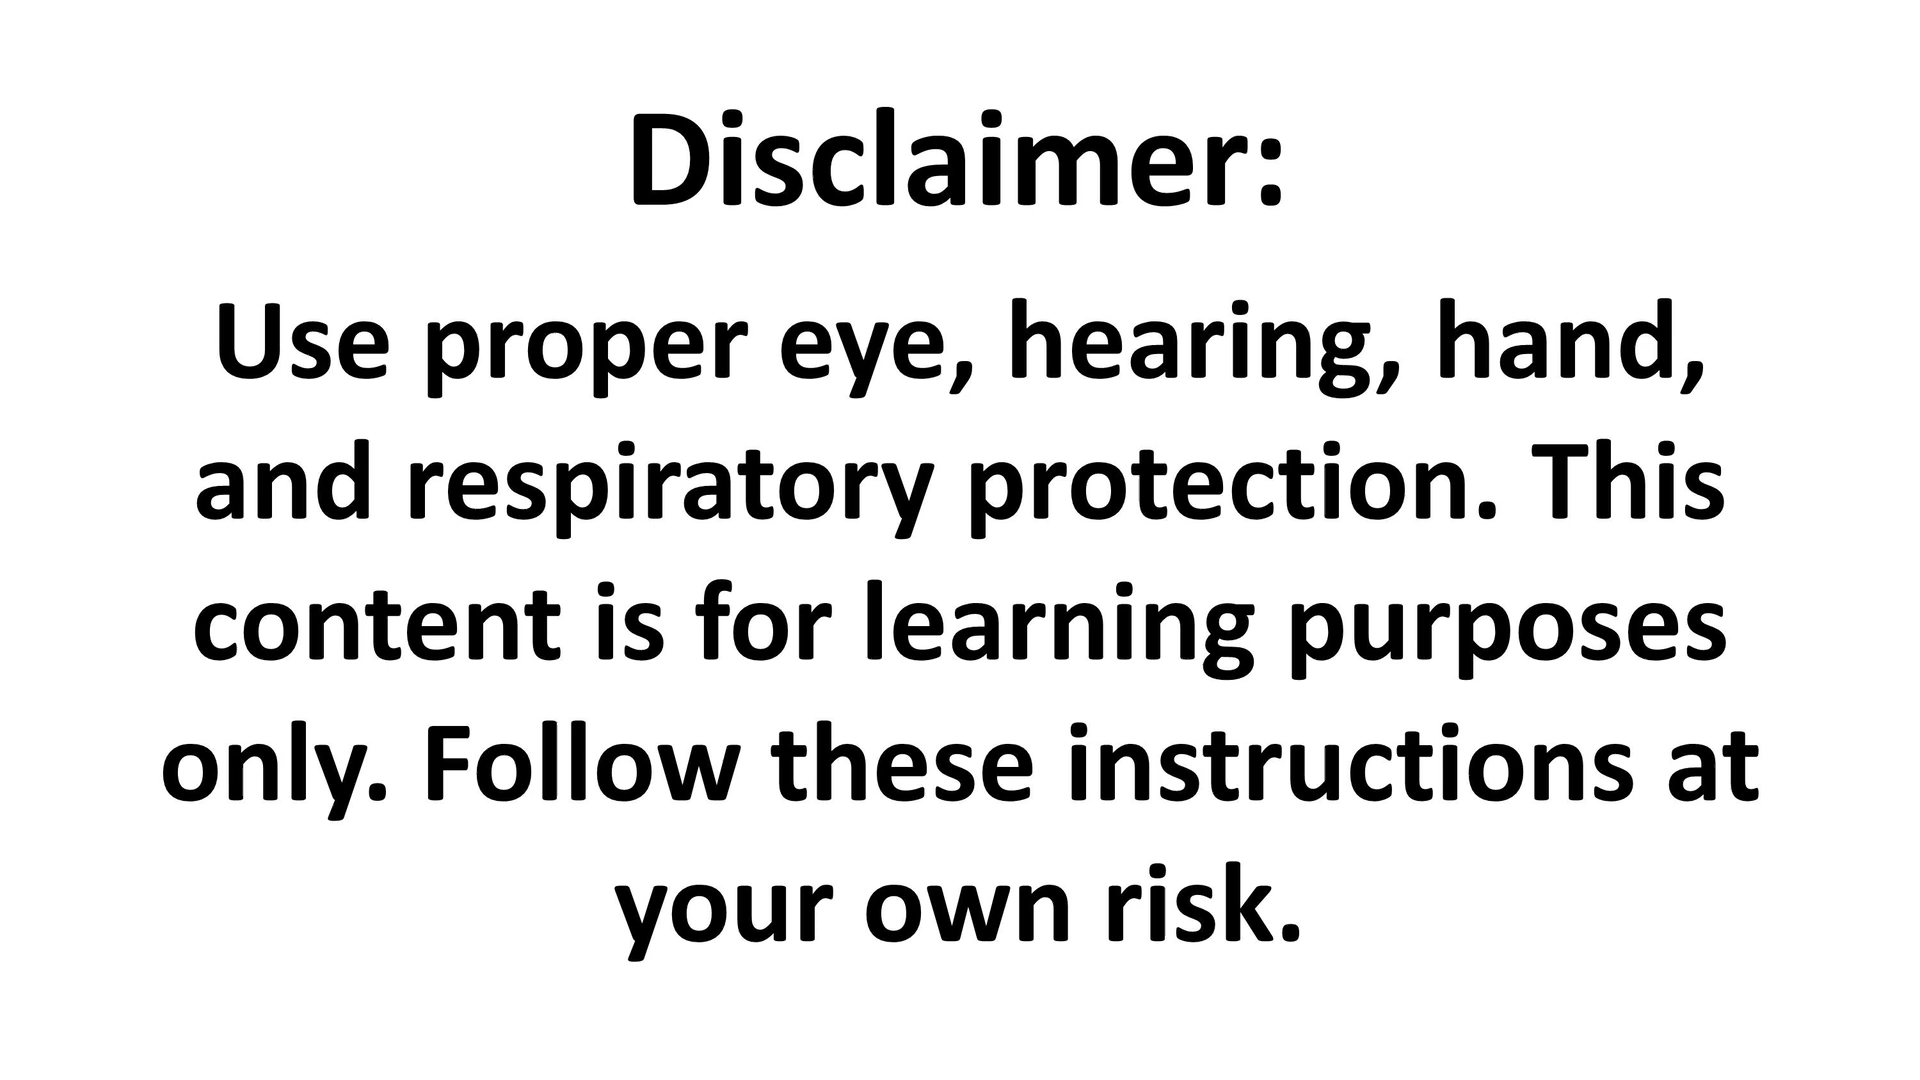 Disclaimer:
Use proper eye, hearing, hand,
and respiratory protection. This
content is for learning purposes
only. Follow these instructions at
your own risk.